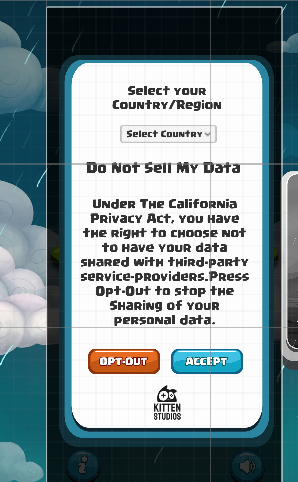 Select your
Country/Region
Select Country
Do Not Sell My Data
Under The California
Privacy Act, you have
the right to choose not
to have your data
shared with third-party
service-providers.Press
Opt-Out to stop the
Sharing of your
personal data.
OPT-OUT ACCEPT
KITTEN
STUDIOS